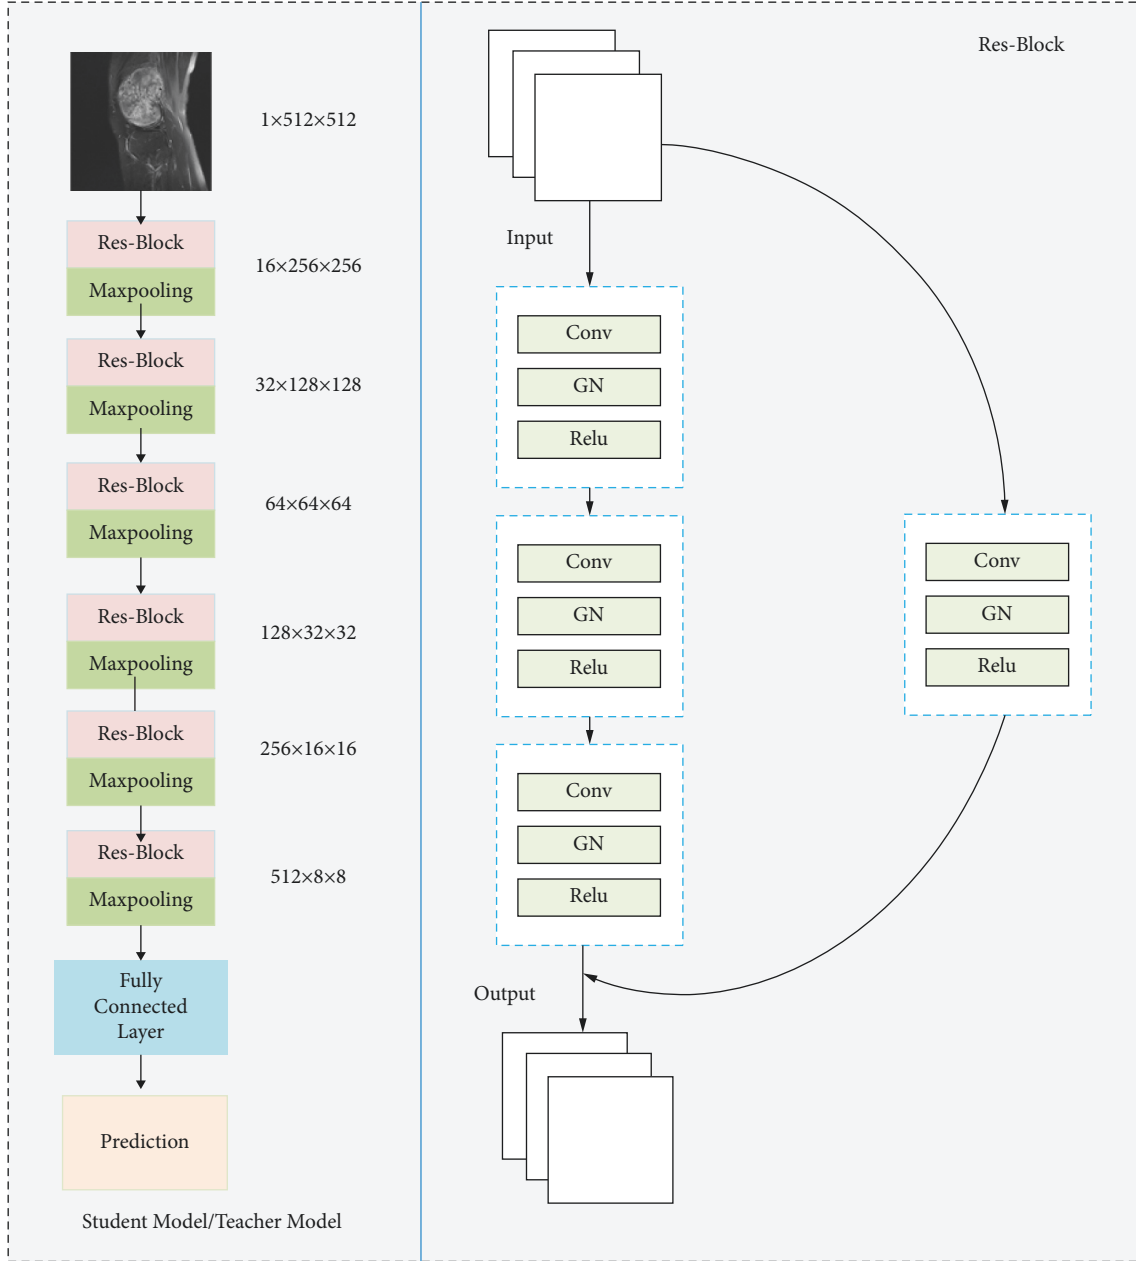 1×512×512
Res-Block
Maxpooling
16×256×256
Res-Block
Maxpooling
32×128×128
Res-Block
Maxpooling
64×64×64
Res-Block
Maxpooling
128×32×32
Res-Block
Maxpooling
256×16×16
Res-Block
Maxpooling
512×8×8
Fully
Connected
Layer
Prediction
Student Model/Teacher Model
Res-Block
Input
Conv
GN
Relu
Conv
GN
Relu
Conv
GN
Relu
Conv
GN
Relu
Output